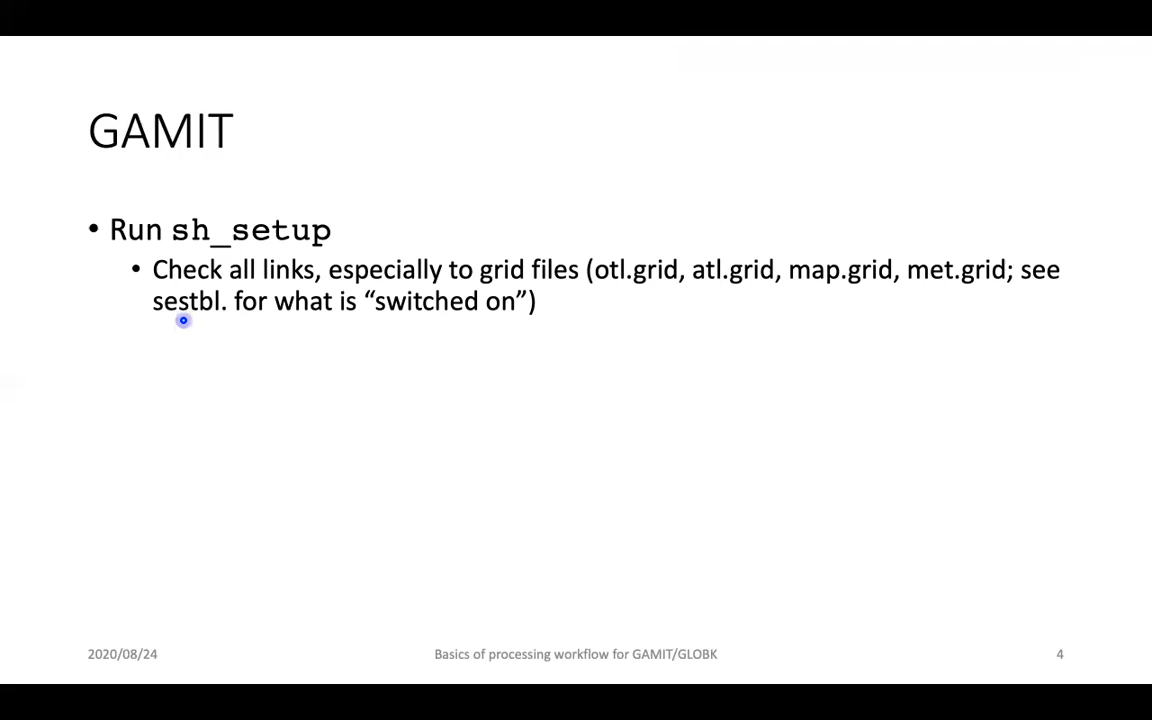 GAMIT
• Run sh_setup
• Check all links, especially to grid files (otl.grid, atl.grid, map.grid, met.grid; see
sestbl. for what is “switched on”)
2020/08/24
Basics of processing workflow for GAMIT/GLOBK
4